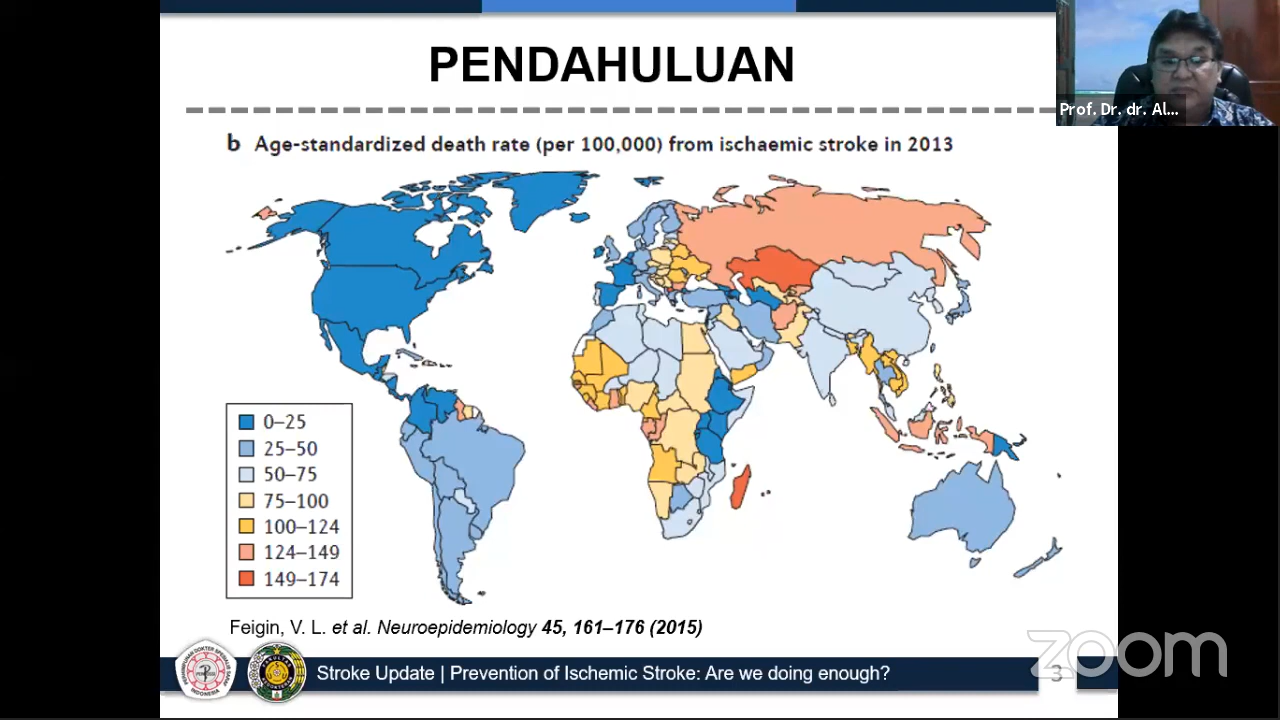 PENDAHULUAN
Prof. Dr. dr. Al...
b Age-standardized death rate (per 100,000) from ischaemic stroke in 2013
0–25
25–50
50–75
75–100
100–124
124–149
149–174
Feigin, V. L. et al. Neuroepidemiology 45, 161–176 (2015)
Stroke Update | Prevention of Ischemic Stroke: Are we doing enough?
3
zoom